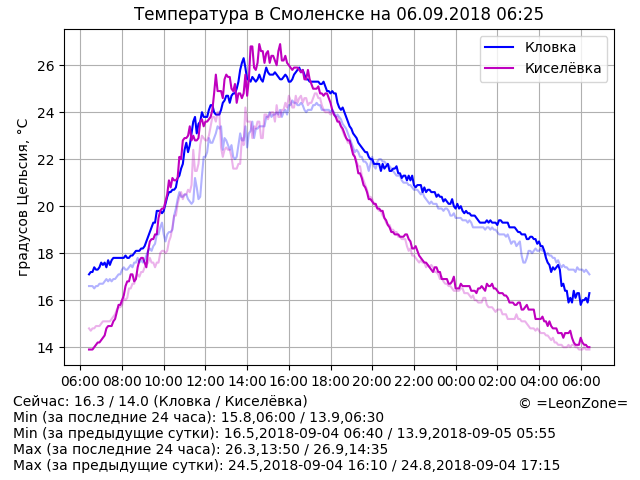 Температура в Смоленске на 06.09.2018 06:25
Кловка
Киселёвка
градусов Цельсия, °C
26
24
22
20
18
16
14
06:00 08:00 10:00 12:00 14:00 16:00 18:00 20:00 22:00 00:00 02:00 04:00 06:00
Сейчас: 16.3 / 14.0 (Кловка / Киселёвка)
© =LeonZone=
Min (за последние 24 часа): 15.8,06:00 / 13.9,06:30
Min (за предыдущие сутки): 16.5,2018-09-04 06:40 / 13.9,2018-09-05 05:55
Max (за последние 24 часа): 26.3,13:50 / 26.9,14:35
Max (за предыдущие сутки): 24.5,2018-09-04 16:10 / 24.8,2018-09-04 17:15